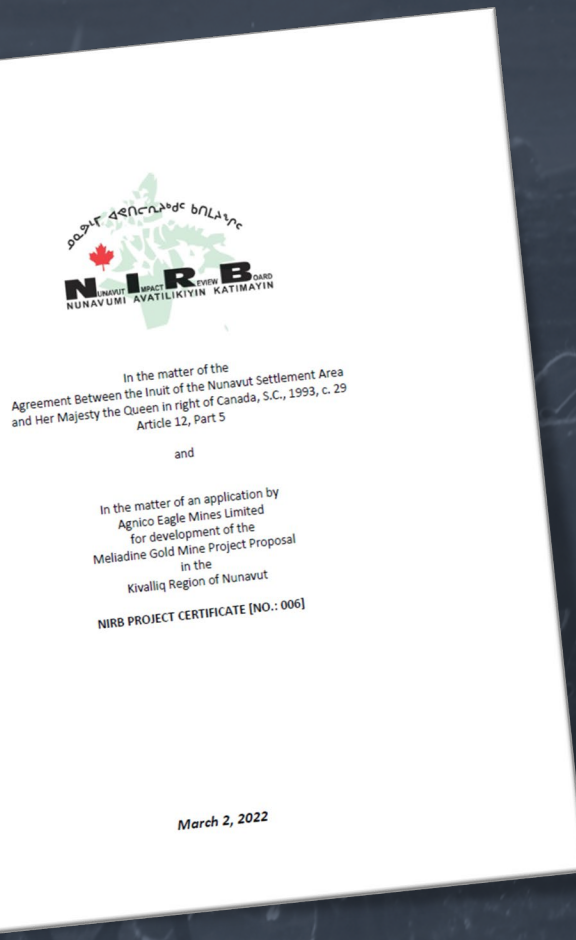 ᓄᓇᕗᒥ ᐊᕙᑎᓕᕆᔨᒃᑯᑦ ᑲᑎᒪᔨᖏᑦ
NUNAVUT IMPACT REVIEW BOARD
NUNAVUMI AVATILIKIYIN KATIMAYIN
In the matter of the
Agreement Between the Inuit of the Nunavut Settlement Area
and Her Majesty the Queen in right of Canada, S.C., 1993, c. 29
Article 12, Part 5
and
In the matter of an application by
Agnico Eagle Mines Limited
for development of the
Meliadine Gold Mine Project Proposal
in the
Kivalliq Region of Nunavut
NIRB PROJECT CERTIFICATE [NO.: 006]
March 2, 2022